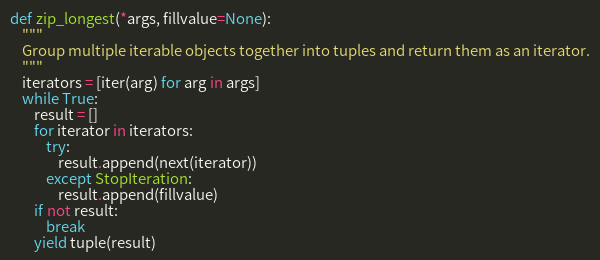 def zip_longest(*args, fillvalue=None):
    """
    Group multiple iterable objects together into tuples and return them as an iterator.
    """
    iterators = [iter(arg) for arg in args]
    while True:
        result = []
        for iterator in iterators:
            try:
                result.append(next(iterator))
            except StopIteration:
                result.append(fillvalue)
        if not result:
            break
        yield tuple(result)